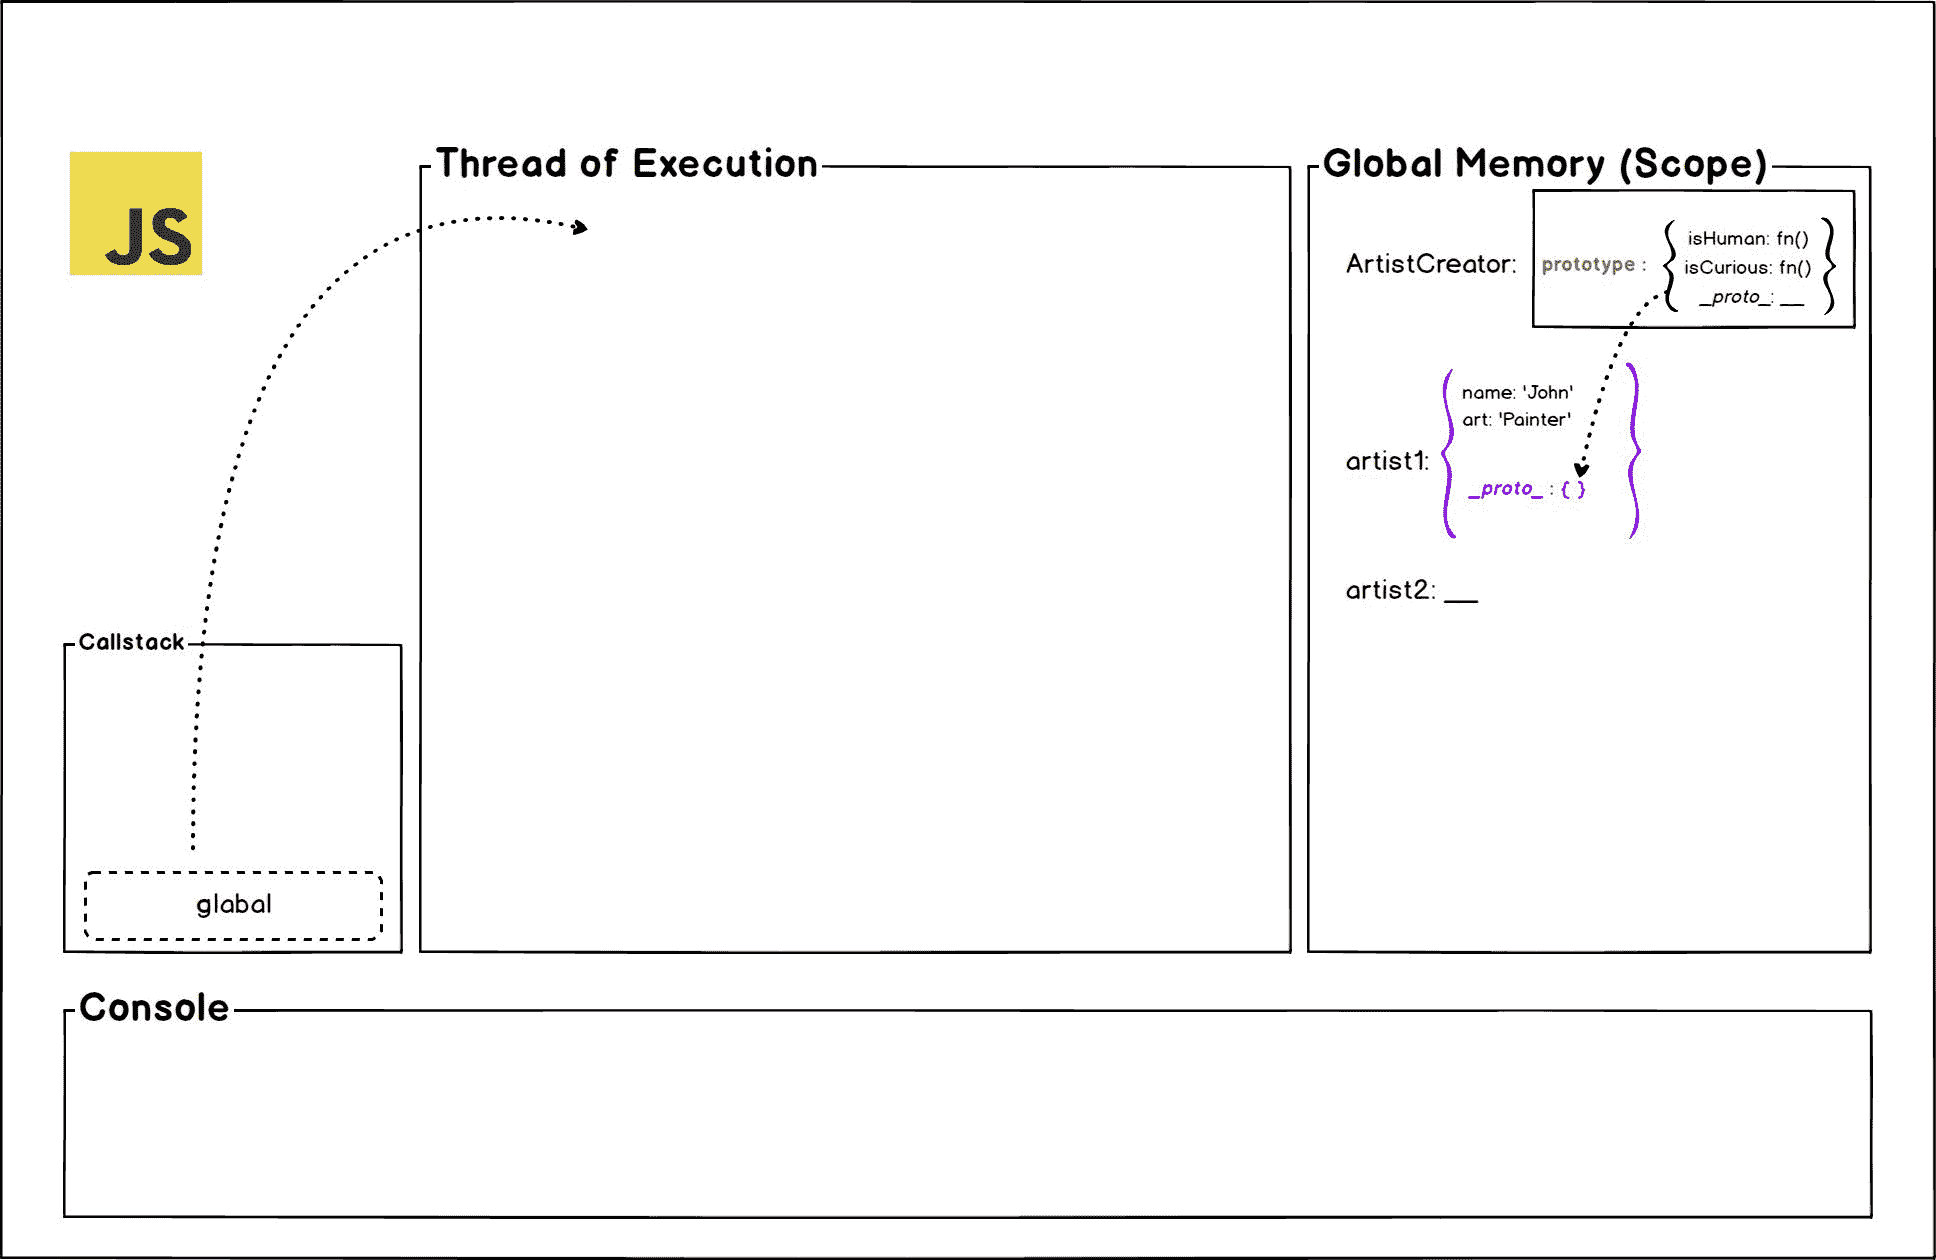 JS
Thread of Execution
Global Memory (Scope)
ArtistCreator:
prototype :
isHuman: fn()
isCurious: fn()
_proto_: __
artist1:
name: 'John'
art: 'Painter'
_proto_ : { }
artist2: __
Callstack
glabal
Console